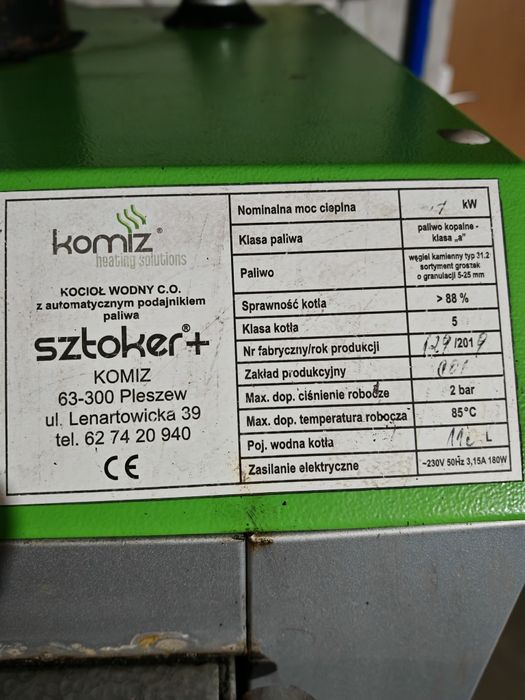 komiz®
heating solutions
KOCIOŁ WODNY C.O.
z automatycznym podajnikiem
paliwa
sztoker®+
KOMIZ
63-300 Pleszew
ul. Lenartowicka 39
tel. 62 74 20 940
CE
Nominalna moc cieplna kW
Klasa paliwa paliwo kopalne -
klasa „a"
Paliwo węgiel kamienny typ 31.2
sortyment groszek
o granulacji 5-25 mm
Sprawność kotła > 88 %
Klasa kotła 5
Nr fabryczny/rok produkcji 129/2019
Zakład produkcyjny
Max. dop. ciśnienie robodze 2 bar
Max. dop. temperatura robocza 85°C
Poj. wodna kotła L
Zasilanie elektryczne ~230V 50Hz 3,15A 180W